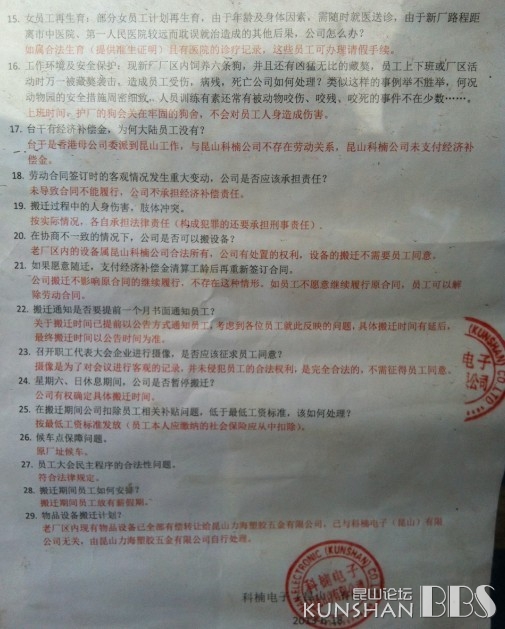 15. 女员工再生育：部分女员工计划再生育，由于年龄及身体因素，需随时就医送诊，由于新厂路程距
离市中医院、第一人民医院较远而耽误就治造成的其他后果，公司怎么办？
如属合法生育（提供准生证明）且有医院的诊疗记录，这些员工可办理请假手续。
16. 工作环境及安全保护：现新厂厂区内饲养六条狗，并且还有凶猛无比的藏獒，员工上下班或厂区活
动时万一被藏獒袭击，造成员工受伤，病残，死亡公司如何处理？类似这样的事例举不胜举，何况
动物园的安全措施周密细致，人员训练有素还常有被动物咬伤、咬残，咬死的事件不在少数……。
上班时间，护厂的狗会关在牢固的狗舍，不会对员工人身造成伤害。
17. 台干有经济补偿金，为何大陆员工没有？
台干是香港母公司委派到昆山工作，与昆山科楠公司不存在劳动关系，昆山科楠公司未支付经济补
偿金。
18. 劳动合同签订时的客观情况发生重大变动，公司是否应该承担责任？
未导致合同不能履行，公司不承担经济补偿责任。
19. 搬迁过程中的人身伤害，肢体冲突。
按实际情况，各自承担法律责任（构成犯罪的还要承担刑事责任）.
20. 在协商不一致的情况下，公司是否可以搬设备？
老厂区内的设备属昆山科楠公司合法所有，公司有处置的权利，设备的搬迁不需要员工同意。
21. 如果愿意随迁，支付经济补偿金清算工龄后再重新签订合同。
公司搬迁不影响原合同的继续履行，不存在这种情形。如员工不愿意继续履行原合同，员工可以解
除劳动合同。
22. 搬迁通知是否要提前一个月书面通知员工？
关于搬迁时间已提前以公告方式通知员工，考虑到各位员工就此反映的问题，具体搬迁时间有延后，
最终搬迁时间以公告时间为准。
23. 召开职工代表大会企业进行摄像，是否应该征求员工同意？
摄像是为了对会议进行客观的记录，并未侵犯员工的合法权利，是完全合法的，不需征得员工同意。
24. 星期六、日休息期间，公司是否暂停搬迁？
公司有权确定具体搬迁时间。
25. 在搬迁期间公司扣除员工相关补贴问题，低于最低工资标准，该如何处理？
按最低工资标准发放（员工本人应缴纳的社会保险应从中扣除）。
26. 候车点保障问题。
原厂址候车。
27. 员工大会民主程序的合法性问题。
符合法律规定。
28. 搬迁期间员工如何安排？
搬迁期间员工放有薪假期。
29. 物品设备搬迁计划？
老厂区内现有物品设备已全部有偿转让给昆山力海塑胶五金有限公司，已与科楠电子（昆山）有限
公司无关，由昆山力海塑胶五金有限公司自行处理。
(KUNSHAN) CO.
电子
公司
ELECTRONIC (KUNSHAN) CO.
科楠电子
科楠电子
昆山论坛
KUNSHAN BBS